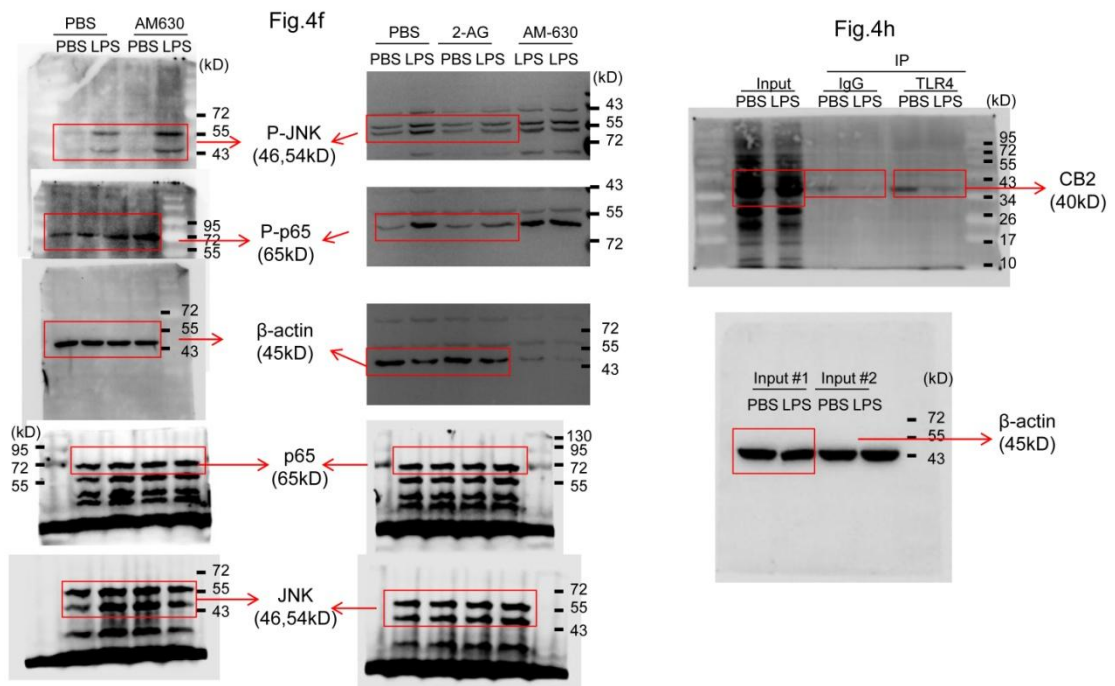 Fig.4f
PBS AM630
PBS LPS PBS LPS
(kD)
72
55
43
P-JNK
(46,54kD)
95
72
55
P-p65
(65kD)
72
55
43
β-actin
(45kD)
(kD)
95
72
55
p65
(65kD)
72
55
43
JNK
(46,54kD)
PBS 2-AG AM-630
PBS LPS PBS LPS LPS LPS
(kD)
43
55
72
43
55
72
72
55
43
130
95
72
55
72
55
43
Fig.4h
IP
Input IgG TLR4
PBS LPS PBS LPS PBS LPS
(kD)
95
72
55
43
34
26
17
10
CB2
(40kD)
Input #1 Input #2
PBS LPS PBS LPS
(kD)
72
55
43
β-actin
(45kD)